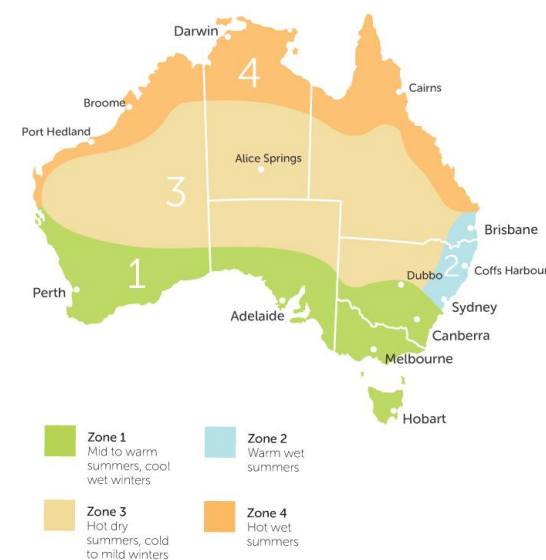 Darwin
4
Cairns
Broome
Port Hedland
Alice Springs
3
Brisbane
2
Coffs Harbour
1
Dubbo
Perth
Sydney
Adelaide
Canberra
Melbourne
Hobart
Zone 1
Mid to warm
summers, cool
wet winters
Zone 2
Warm wet
summers
Zone 3
Hot dry
summers, cold
to mild winters
Zone 4
Hot wet
summers